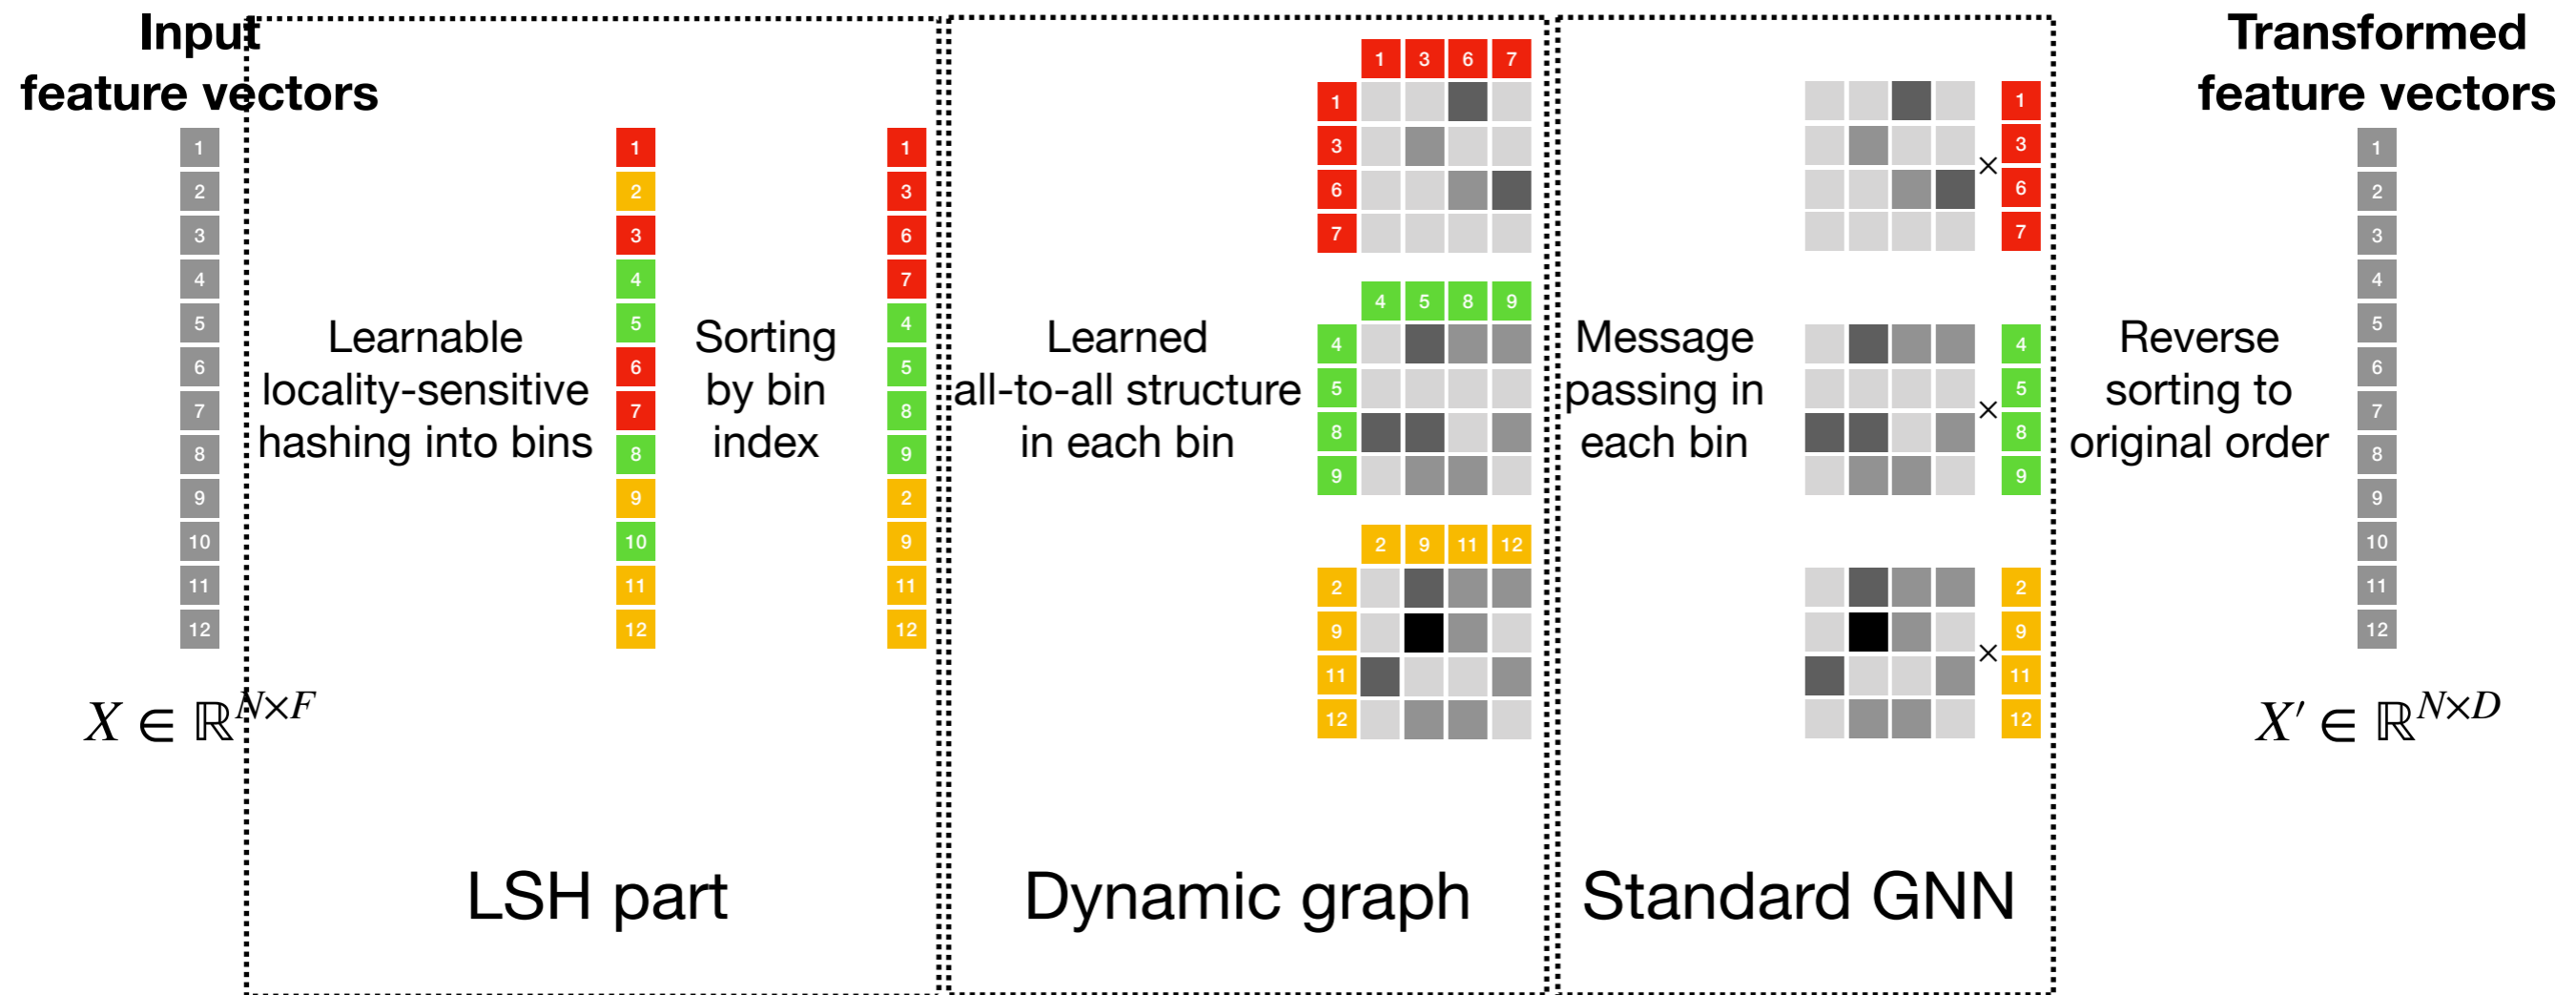 Input
feature vectors
1
2
3
4
5
6
7
8
9
10
11
12
X ∈ ℝ^{N×F}
Learnable
locality-sensitive
hashing into bins
1
2
3
4
5
6
7
8
9
10
11
12
Sorting
by bin
index
1
3
6
7
4
5
8
9
2
9
11
12
LSH part
Learned
all-to-all structure
in each bin
1 3 6 7
1
3
6
7
4 5 8 9
4
5
8
9
2 9 11 12
2
9
11
12
Dynamic graph
Message
passing in
each bin
×
1
3
6
7
×
4
5
8
9
×
2
9
11
12
Standard GNN
Reverse
sorting to
original order
Transformed
feature vectors
1
2
3
4
5
6
7
8
9
10
11
12
X′ ∈ ℝ^{N×D}